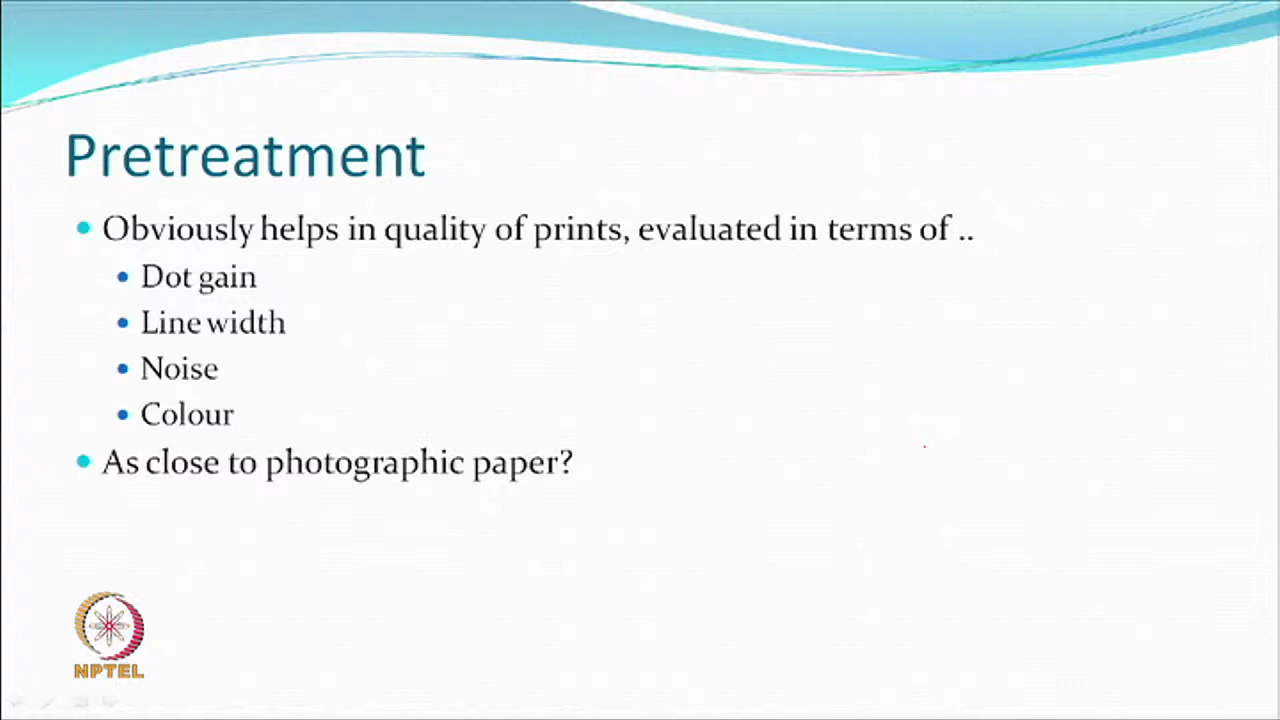 Pretreatment
• Obviously helps in quality of prints, evaluated in terms of ..
• Dot gain
• Line width
• Noise
• Colour
• As close to photographic paper?
NPTEL